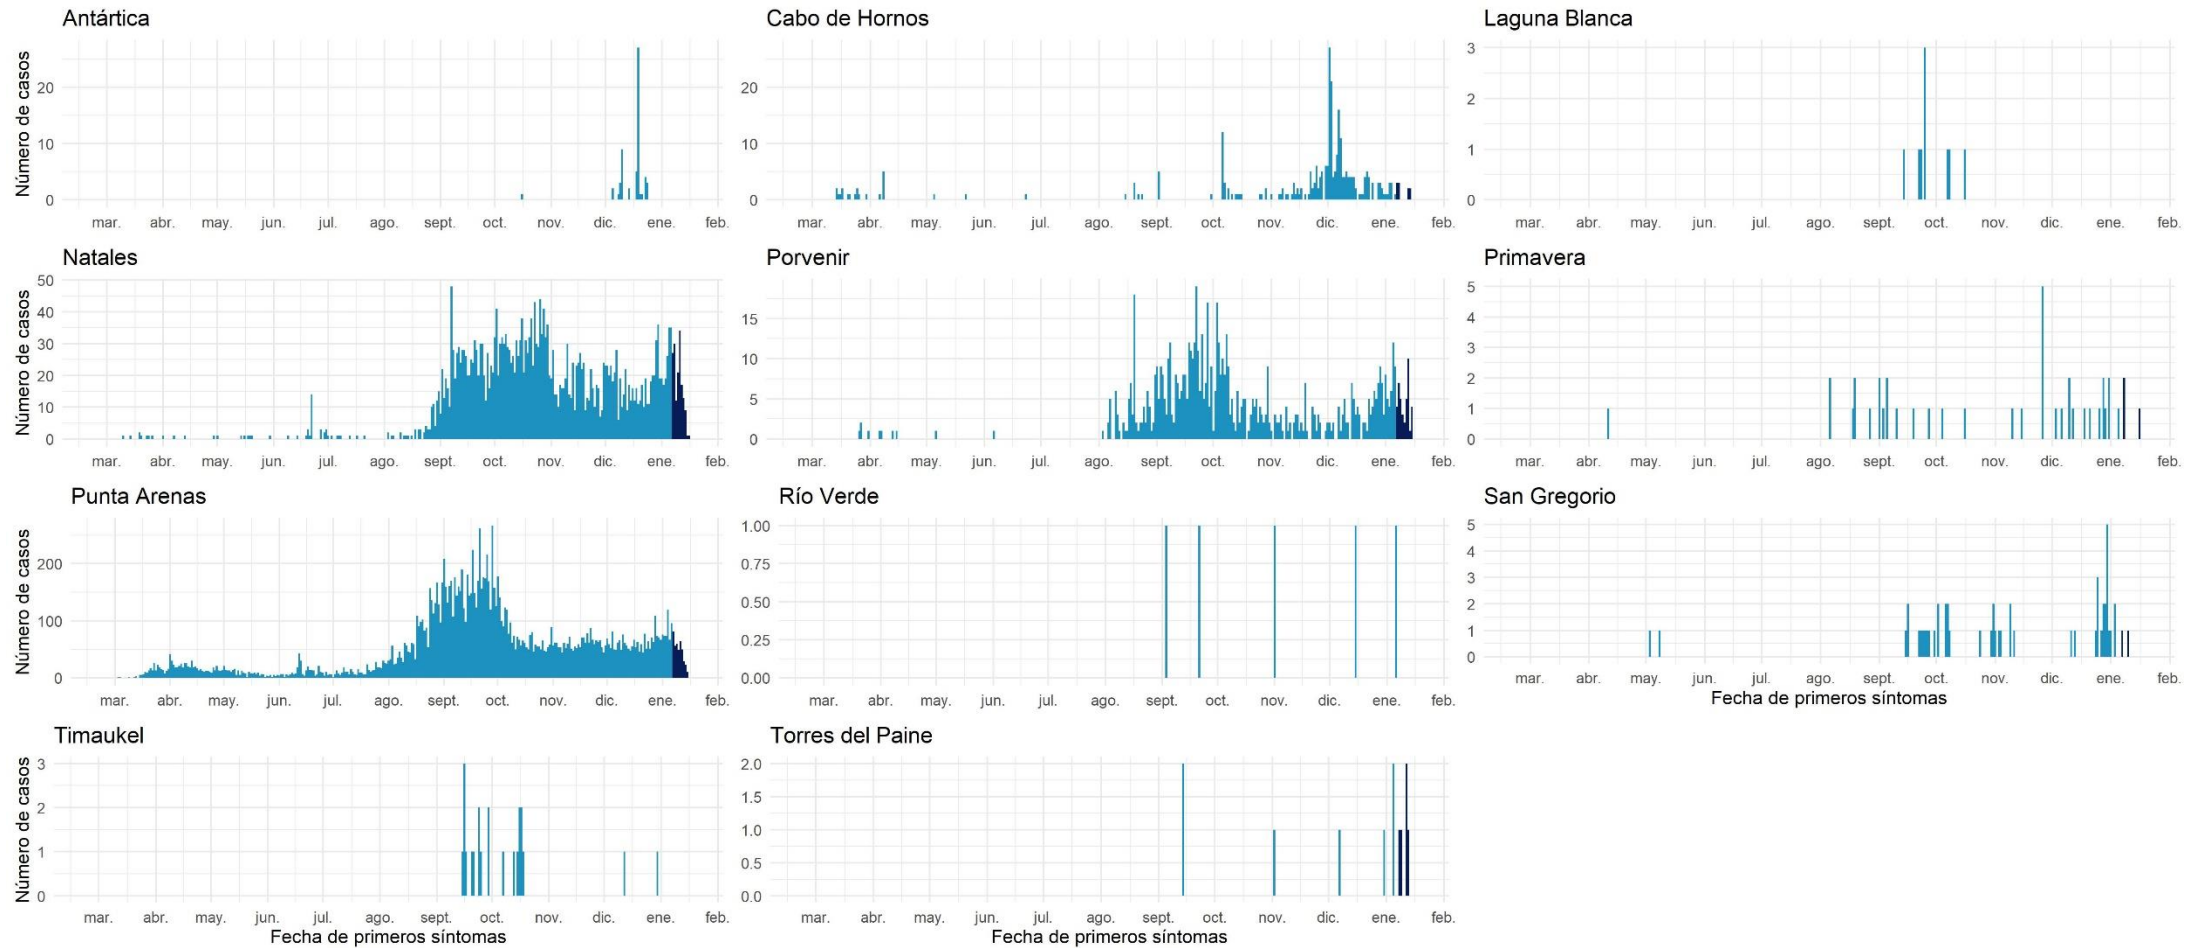 Antártica
Número de casos
20
10
0
mar. abr. may. jun. jul. ago. sept. oct. nov. dic. ene. feb.
Cabo de Hornos
20
10
0
mar. abr. may. jun. jul. ago. sept. oct. nov. dic. ene. feb.
Laguna Blanca
3
2
1
0
mar. abr. may. jun. jul. ago. sept. oct. nov. dic. ene. feb.
Natales
Número de casos
50
40
30
20
10
0
mar. abr. may. jun. jul. ago. sept. oct. nov. dic. ene. feb.
Porvenir
15
10
5
0
mar. abr. may. jun. jul. ago. sept. oct. nov. dic. ene. feb.
Primavera
5
4
3
2
1
0
mar. abr. may. jun. jul. ago. sept. oct. nov. dic. ene. feb.
Punta Arenas
Número de casos
200
100
0
mar. abr. may. jun. jul. ago. sept. oct. nov. dic. ene. feb.
Río Verde
1.00
0.75
0.50
0.25
0.00
mar. abr. may. jun. jul. ago. sept. oct. nov. dic. ene. feb.
San Gregorio
5
4
3
2
1
0
mar. abr. may. jun. jul. ago. sept. oct. nov. dic. ene. feb.
Fecha de primeros síntomas
Timaukel
Número de casos
3
2
1
0
mar. abr. may. jun. jul. ago. sept. oct. nov. dic. ene. feb.
Fecha de primeros síntomas
Torres del Paine
2.0
1.5
1.0
0.5
0.0
mar. abr. may. jun. jul. ago. sept. oct. nov. dic. ene. feb.
Fecha de primeros síntomas